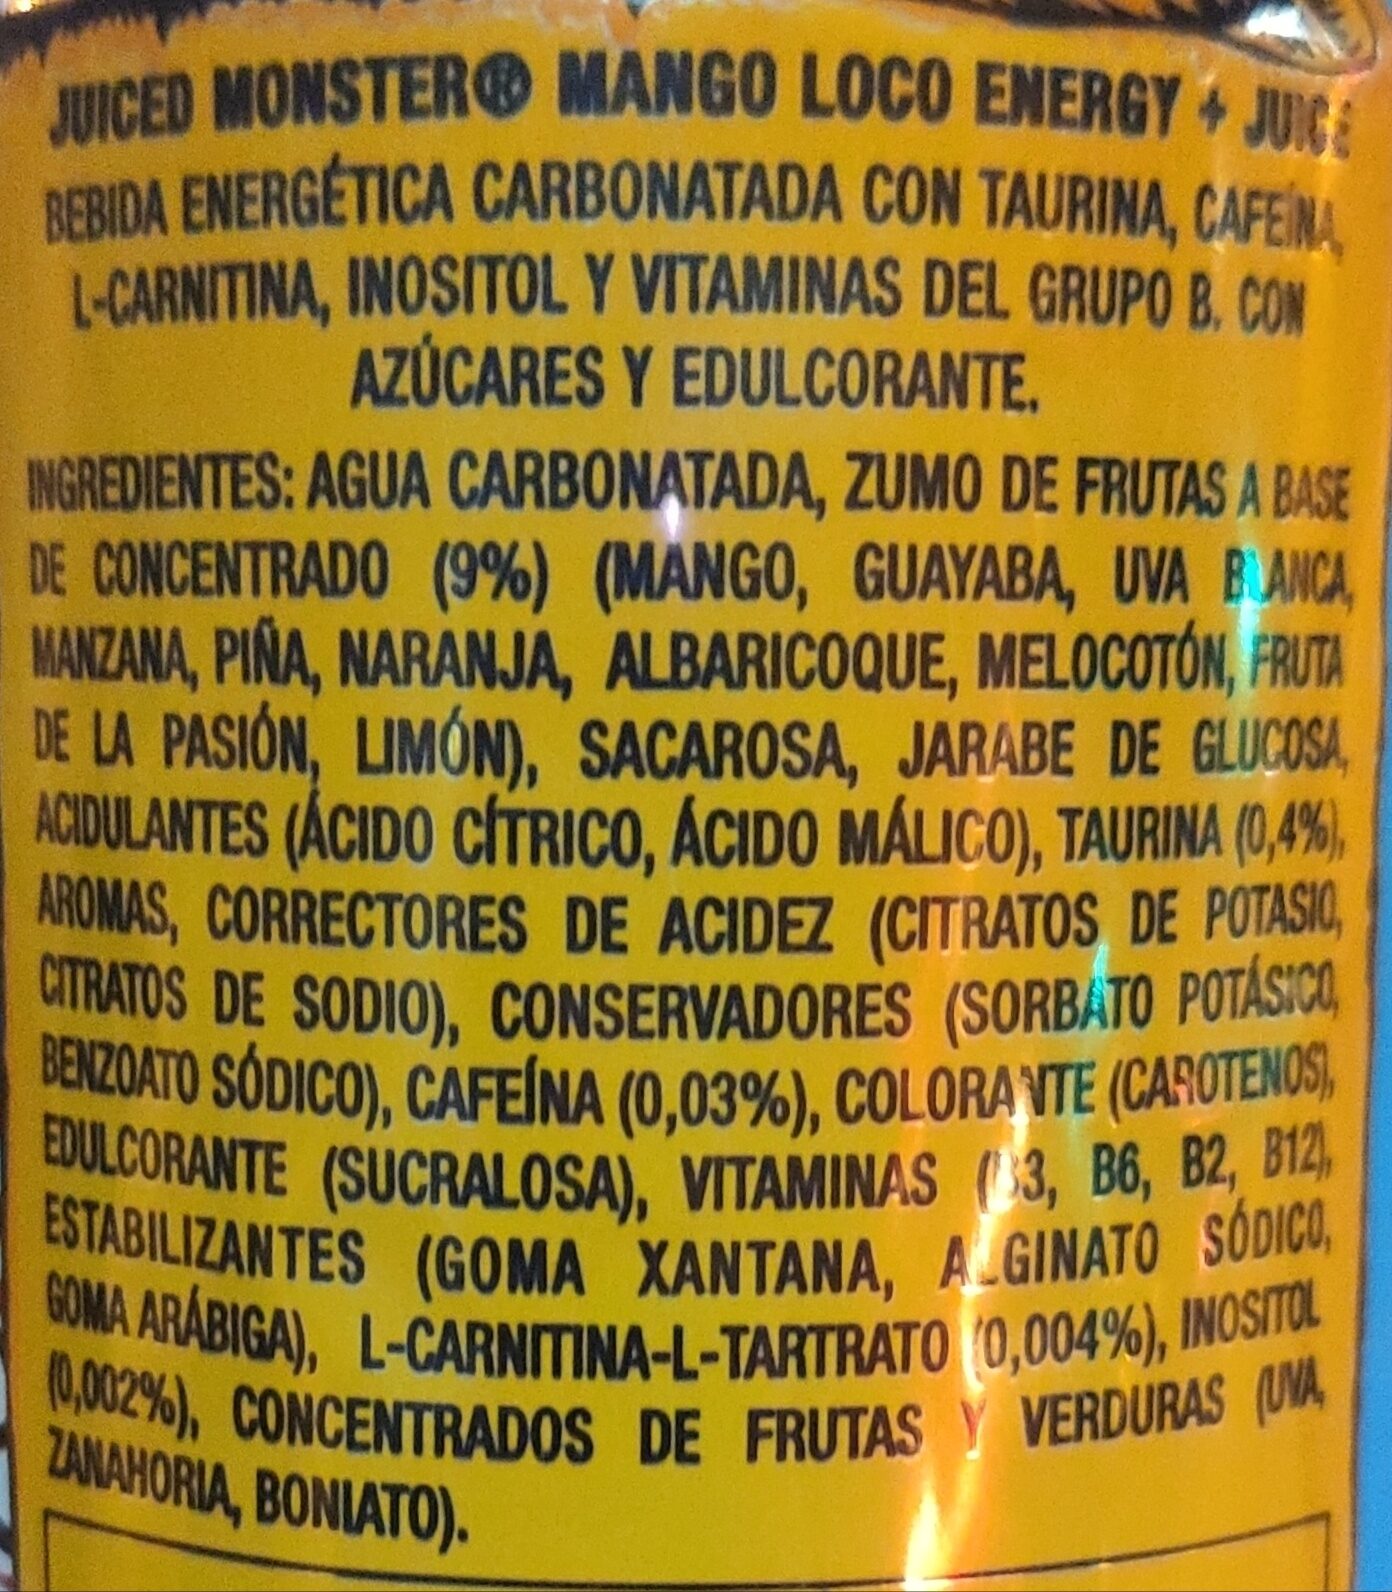 JUICED MONSTER® MANGO LOCO ENERGY + JUICE
BEBIDA ENERGÉTICA CARBONATADA CON TAURINA, CAFEÍNA,
L-CARNITINA, INOSITOL Y VITAMINAS DEL GRUPO B. CON
AZÚCARES Y EDULCORANTE.
INGREDIENTES: AGUA CARBONATADA, ZUMO DE FRUTAS A BASE
DE CONCENTRADO (9%) (MANGO, GUAYABA, UVA BLANCA,
MANZANA, PIÑA, NARANJA, ALBARICOQUE, MELOCOTÓN, FRUTA
DE LA PASIÓN, LIMÓN), SACAROSA, JARABE DE GLUCOSA,
ACIDULANTES (ÁCIDO CÍTRICO, ÁCIDO MÁLICO), TAURINA (0,4%),
AROMAS, CORRECTORES DE ACIDEZ (CITRATOS DE POTASIO,
CITRATOS DE SODIO), CONSERVADORES (SORBATO POTÁSICO,
BENZOATO SÓDICO), CAFEÍNA (0,03%), COLORANTE (CAROTENOS),
EDULCORANTE (SUCRALOSA), VITAMINAS (B3, B6, B2, B12),
ESTABILIZANTES (GOMA XANTANA, ALGINATO SÓDICO,
GOMA ARÁBIGA), L-CARNITINA-L-TARTRATO (0,004%), INOSITOL
(0,002%), CONCENTRADOS DE FRUTAS Y VERDURAS (UVA,
ZANAHORIA, BONIATO).